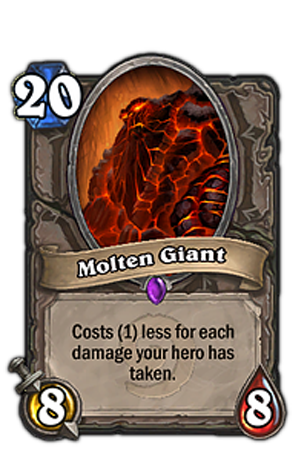 20
Molten Giant
Costs (1) less for each
damage your hero has
taken.
8
8